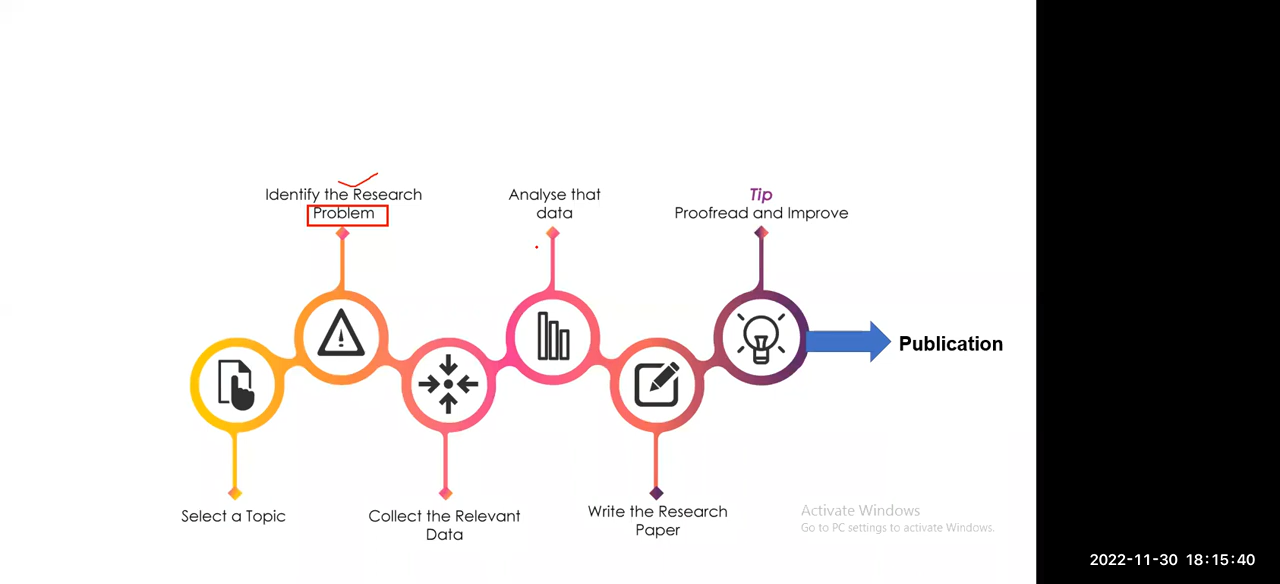 Identify the Research
Problem
Analyse that
data
Tip
Proofread and Improve
Publication
Select a Topic
Collect the Relevant
Data
Write the Research
Paper
Activate Windows
Go to PC settings to activate Windows.
2022-11-30 18:15:40